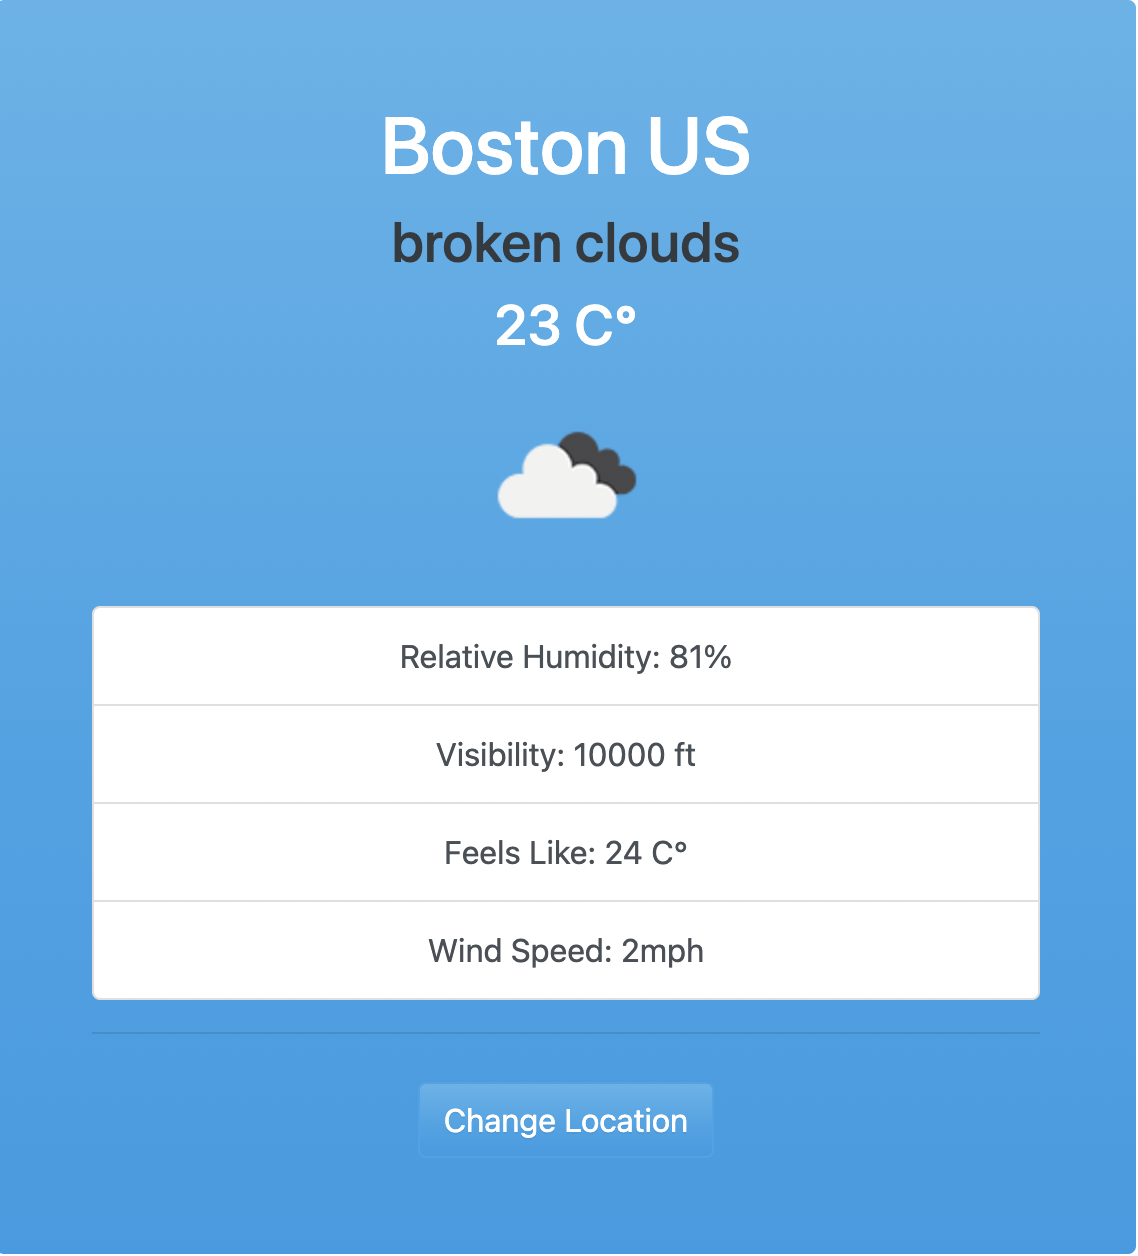 Boston US
broken clouds
23 C°
Relative Humidity: 81%
Visibility: 10000 ft
Feels Like: 24 C°
Wind Speed: 2mph
Change Location